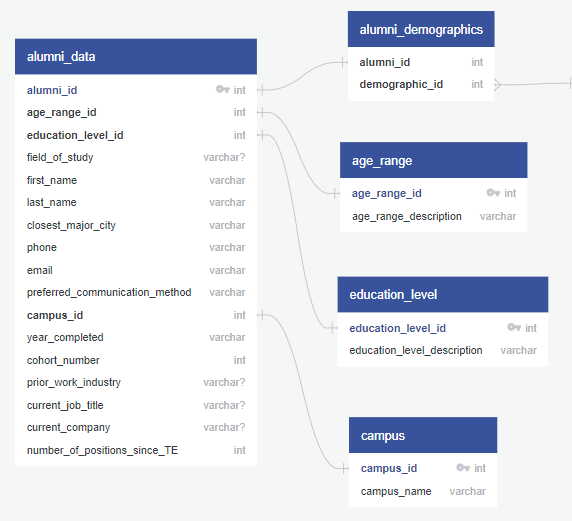 alumni_data
alumni_id int
age_range_id int
education_level_id int
field_of_study varchar?
first_name varchar
last_name varchar
closest_major_city varchar
phone varchar
email varchar
preferred_communication_method varchar
campus_id int
year_completed varchar
cohort_number int
prior_work_industry varchar?
current_job_title varchar?
current_company varchar?
number_of_positions_since_TE int
alumni_demographics
alumni_id int
demographic_id int
age_range
age_range_id int
age_range_description varchar
education_level
education_level_id int
education_level_description varchar
campus
campus_id int
campus_name varchar